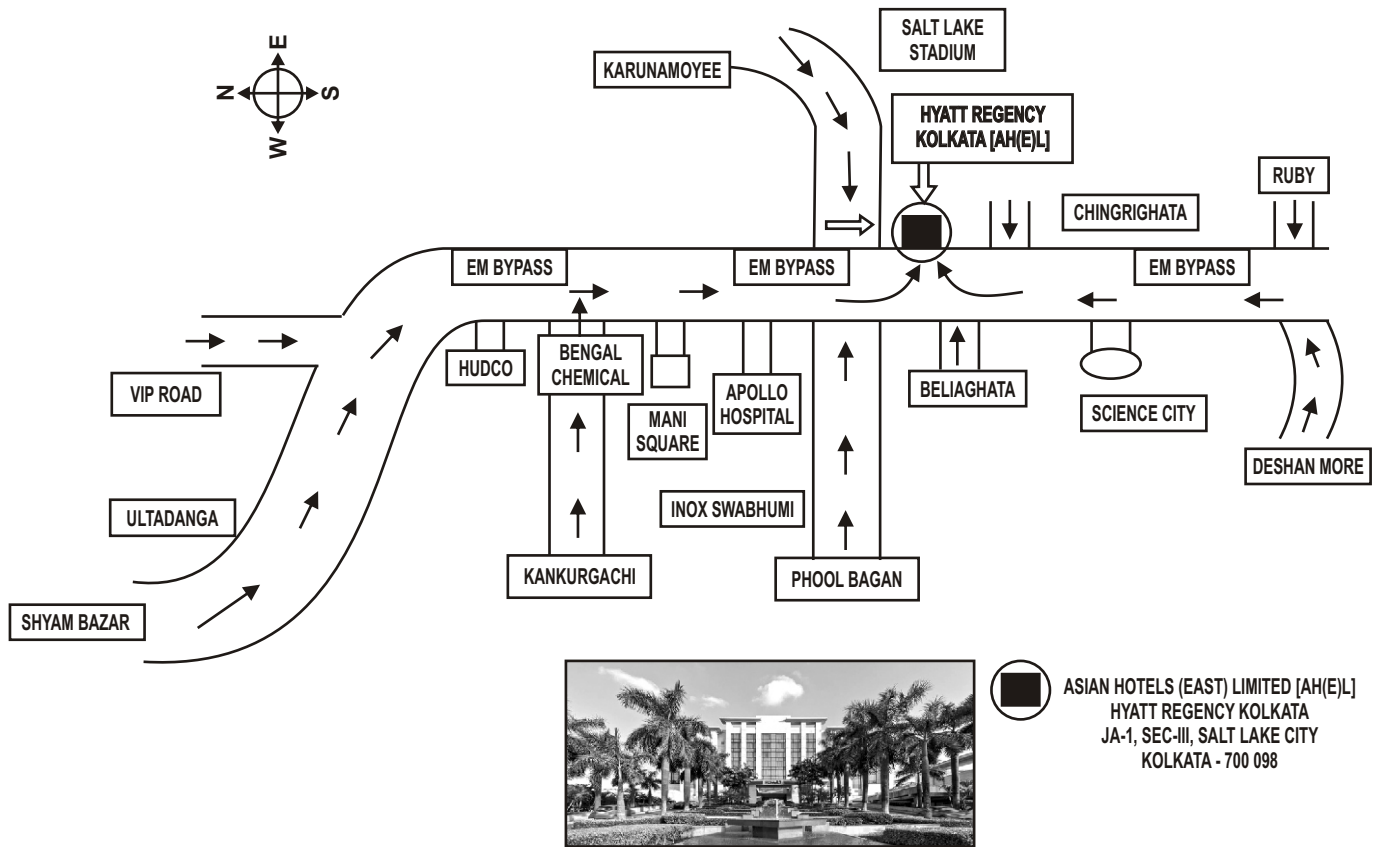 E
N
S
W
SALT LAKE
STADIUM
KARUNAMOYEE
HYATT REGENCY
KOLKATA [AH(E)L]
RUBY
CHINGRIGHATA
EM BYPASS
EM BYPASS
EM BYPASS
HUDCO
BENGAL
CHEMICAL
MANI
SQUARE
APOLLO
HOSPITAL
BELIAGHATA
SCIENCE CITY
VIP ROAD
DESHAN MORE
ULTADANGA
INOX SWABHUMI
KANKURGACHI
PHOOL BAGAN
SHYAM BAZAR
ASIAN HOTELS (EAST) LIMITED [AH(E)L]
HYATT REGENCY KOLKATA
JA-1, SEC-III, SALT LAKE CITY
KOLKATA - 700 098